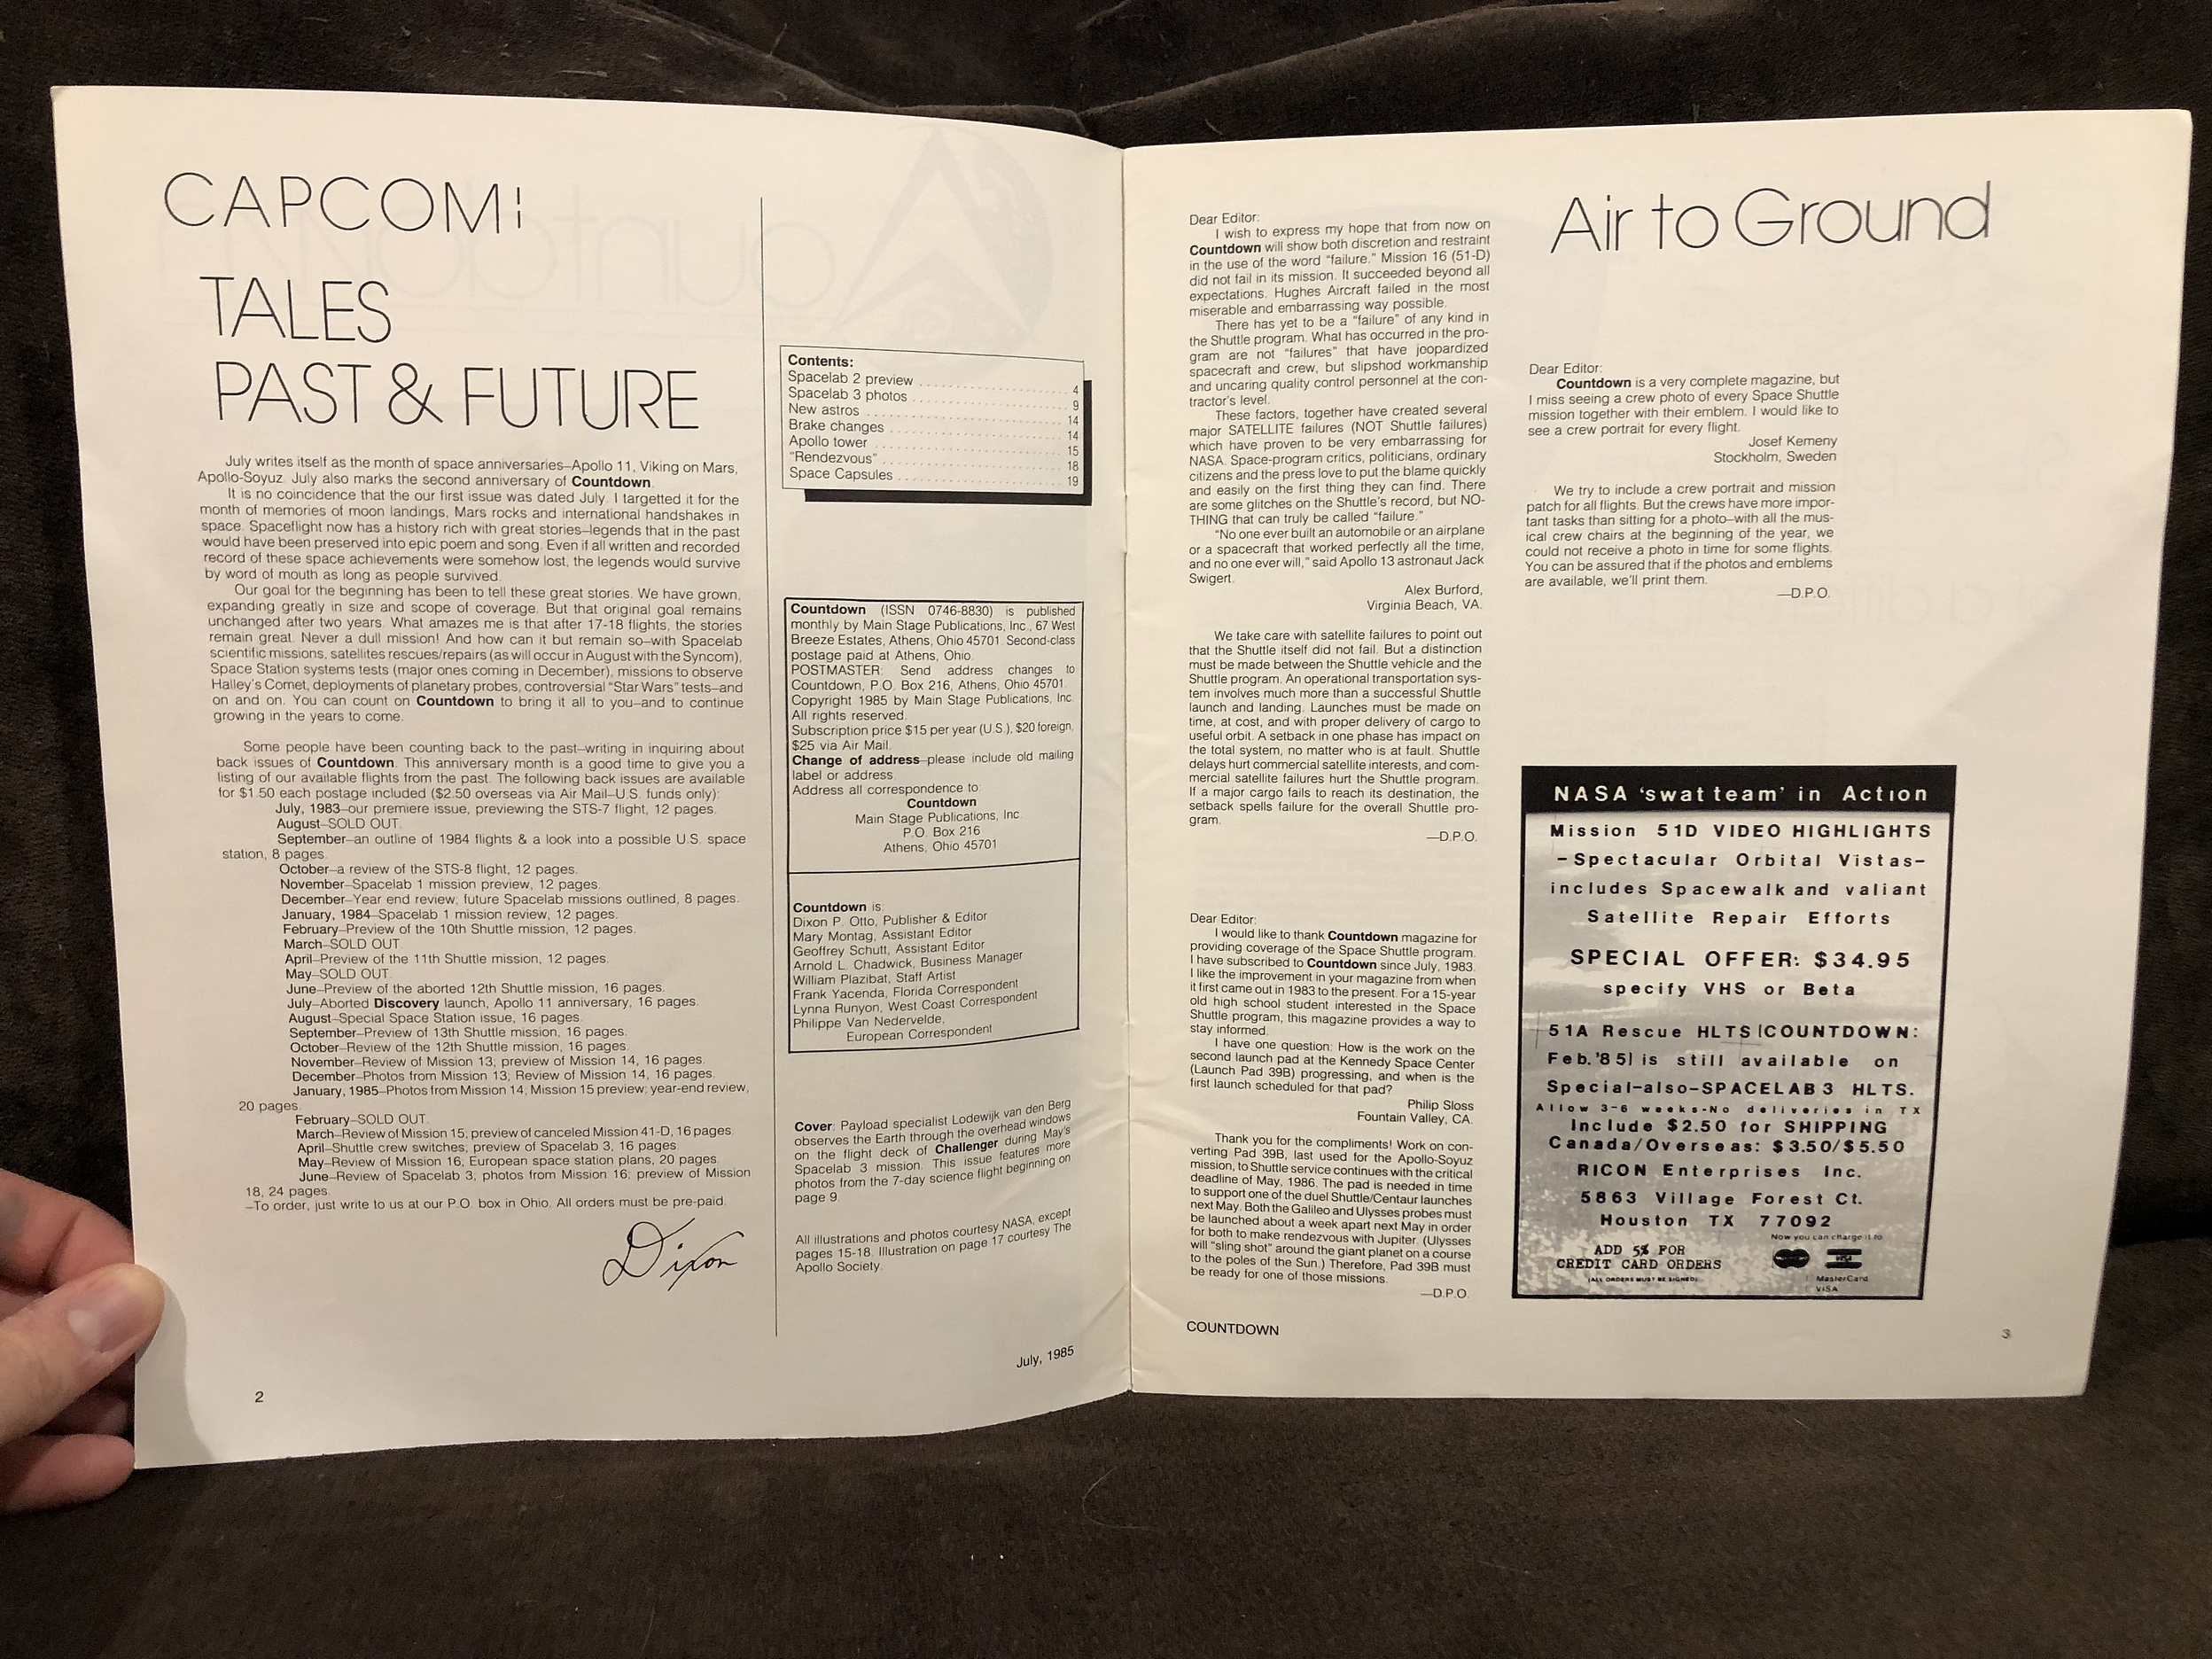 CAPCOM:
TALES
PAST & FUTURE
July writes itself as the month of space anniversaries–Apollo 11, Viking on Mars,
Apollo-Soyuz. July also marks the second anniversary of Countdown.
It is no coincidence that the our first issue was dated July. I targetted it for the
month of memories of moon landings, Mars rocks and international handshakes in
space. Spaceflight now has a history rich with great stories–legends that in the past
would have been preserved into epic poem and song. Even if all written and recorded
record of these space achievements were somehow lost, the legends would survive
by word of mouth as long as people survived.
Our goal for the beginning has been to tell these great stories. We have grown,
expanding greatly in size and scope of coverage. But that original goal remains
unchanged after two years. What amazes me is that after 17-18 flights, the stories
remain great. Never a dull mission! And how can it but remain so–with Spacelab
scientific missions, satellites rescues/repairs (as will occur in August with the Syncom),
Space Station systems tests (major ones coming in December), missions to observe
Halley's Comet, deployments of planetary probes, controversial "Star Wars" tests–and
on and on. You can count on Countdown to bring it all to you–and to continue
growing in the years to come.
Some people have been counting back to the past–writing in inquiring about
back issues of Countdown. This anniversary month is a good time to give you a
listing of our available flights from the past. The following back issues are available
for $1.50 each postage included ($2.50 overseas via Air Mail–U.S. funds only):
July, 1983–our premiere issue, previewing the STS-7 flight, 12 pages.
August–SOLD OUT.
September–an outline of 1984 flights & a look into a possible U.S. space
station, 8 pages.
October–a review of the STS-8 flight, 12 pages.
November–Spacelab 1 mission preview, 12 pages.
December–Year end review; future Spacelab missions outlined, 8 pages.
January, 1984–Spacelab 1 mission review, 12 pages.
February–Preview of the 10th Shuttle mission, 12 pages.
March–SOLD OUT.
April–Preview of the 11th Shuttle mission, 12 pages.
May–SOLD OUT.
June–Preview of the aborted 12th Shuttle mission, 16 pages.
July–Aborted Discovery launch, Apollo 11 anniversary, 16 pages.
August–Special Space Station issue, 16 pages.
September–Preview of 13th Shuttle mission, 16 pages.
October–Review of the 12th Shuttle mission, 16 pages.
November–Review of Mission 13; preview of Mission 14, 16 pages.
December–Photos from Mission 13; Review of Mission 14, 16 pages.
January, 1985–Photos from Mission 14; Mission 15 preview; year-end review,
20 pages.
February–SOLD OUT.
March–Review of Mission 15; preview of canceled Mission 41-D, 16 pages.
April–Shuttle crew switches; preview of Spacelab 3, 16 pages.
May–Review of Mission 16; European space station plans, 20 pages.
June–Review of Spacelab 3; photos from Mission 16; preview of Mission
18, 24 pages.
–To order, just write to us at our P.O. box in Ohio. All orders must be pre-paid.
Dixon
2
Contents:
Spacelab 2 preview 4
Spacelab 3 photos 9
New astros 14
Brake changes 14
Apollo tower 15
"Rendezvous" 18
Space Capsules 19
Countdown (ISSN 0746-8830) is published
monthly by Main Stage Publications, Inc., 67 West
Breeze Estates, Athens, Ohio 45701. Second-class
postage paid at Athens, Ohio.
POSTMASTER: Send address changes to
Countdown, P.O. Box 216, Athens, Ohio 45701.
Copyright 1985 by Main Stage Publications, Inc.
All rights reserved.
Subscription price $15 per year (U.S.), $20 foreign,
$25 via Air Mail.
Change of address–please include old mailing
label or address.
Address all correspondence to:
Countdown
Main Stage Publications, Inc.
P.O. Box 216
Athens, Ohio 45701
Countdown is:
Dixon P. Otto, Publisher & Editor
Mary Montag, Assistant Editor
Geoffrey Schutt, Assistant Editor
Arnold L. Chadwick, Business Manager
William Plazibat, Staff Artist
Frank Yacenda, Florida Correspondent
Lynna Runyon, West Coast Correspondent
Philippe Van Nedervelde,
European Correspondent
Cover: Payload specialist Lodewijk van den Berg
observes the Earth through the overhead windows
on the flight deck of Challenger during May's
Spacelab 3 mission. This issue features more
photos from the 7-day science flight beginning on
page 9.
All illustrations and photos courtesy NASA, except
pages 15-18. Illustration on page 17 courtesy The
Apollo Society.
July, 1985
Air to Ground
Dear Editor:
I wish to express my hope that from now on
Countdown will show both discretion and restraint
in the use of the word "failure." Mission 16 (51-D)
did not fail in its mission. It succeeded beyond all
expectations. Hughes Aircraft failed in the most
miserable and embarrasing way possible.
There has yet to be a "failure" of any kind in
the Shuttle program. What has occurred in the pro-
gram are not "failures" that have joopardized
spacecraft and crew, but slipshod workmanship
and uncaring quality control personnel at the con-
tractor's level.
These factors, together have created several
major SATELLITE failures (NOT Shuttle failures)
which have proven to be very embarrassing for
NASA. Space-program critics, politicians, ordinary
citizens and the press love to put the blame quickly
and easily on the first thing they can find. There
are some glitches on the Shuttle's record, but NO-
THING that can truly be called "failure."
"No one ever built an automobile or an airplane
or a spacecraft that worked perfectly all the time,
and no one ever will," said Apollo 13 astronaut Jack
Swigert.
Alex Burford,
Virginia Beach, VA.
We take care with satellite failures to point out
that the Shuttle itself did not fail. But a distinction
must be made between the Shuttle vehicle and the
Shuttle program. An operational transportation sys-
tem involves much more than a successful Shuttle
launch and landing. Launches must be made on
time, at cost, and with proper delivery of cargo to
useful orbit. A setback in one phase has impact on
the total system, no matter who is at fault. Shuttle
delays hurt commercial satellite interests, and com-
mercial satellite failures hurt the Shuttle program.
If a major cargo fails to reach its destination, the
setback spells failure for the overall Shuttle pro-
gram.
—D.P.O.
Dear Editor:
I would like to thank Countdown magazine for
providing coverage of the Space Shuttle program.
I have subscribed to Countdown since July, 1983.
I like the improvement in your magazine from when
it first came out in 1983 to the present. For a 15-year
old high school student interested in the Space
Shuttle program, this magazine provides a way to
stay informed.
I have one question: How is the work on the
second launch pad at the Kennedy Space Center
(Launch Pad 39B) progressing, and when is the
first launch scheduled for that pad?
Philip Sloss
Fountain Valley, CA.
Thank you for the compliments! Work on con-
verting Pad 39B, last used for the Apollo-Soyuz
mission, to Shuttle service continues with the critical
deadline of May, 1986. The pad is needed in time
to support one of the duel Shuttle/Centaur launches
next May. Both the Galileo and Ulysses probes must
be launched about a week apart next May in order
for both to make rendezvous with Jupiter. (Ulysses
will "sling shot" around the giant planet on a course
to the poles of the Sun.) Therefore, Pad 39B must
be ready for one of those missions.
—D.P.O.
Dear Editor:
Countdown is a very complete magazine, but
I miss seeing a crew photo of every Space Shuttle
mission together with their emblem. I would like to
see a crew portrait for every flight.
Josef Kemeny
Stockholm, Sweden
We try to include a crew portrait and mission
patch for all flights. But the crews have more impor-
tant tasks than sitting for a photo–with all the mus-
ical crew chairs at the beginning of the year, we
could not receive a photo in time for some flights.
You can be assured that if the photos and emblems
are available, we'll print them.
—D.P.O.
NASA 'swat team' in Action
Mission 51D VIDEO HIGHLIGHTS
-Spectacular Orbital Vistas-
includes Spacewalk and valiant
Satellite Repair Efforts
SPECIAL OFFER: $34.95
specify VHS or Beta
51A Rescue HLTS|COUNTDOWN:
Feb.'85| is still available on
Special-also-SPACELAB 3 HLTS.
Allow 3-6 weeks-No deliveries in TX
Include $2.50 for SHIPPING
Canada/Overseas: $3.50/$5.50
RICON Enterprises Inc.
5863 Village Forest Ct.
Houston TX 77092
Now you can charge it to
ADD 5% FOR
CREDIT CARD ORDERS
(ALL ORDERS MUST BE SIGNED)
VISA
MasterCard
VISA
COUNTDOWN
3